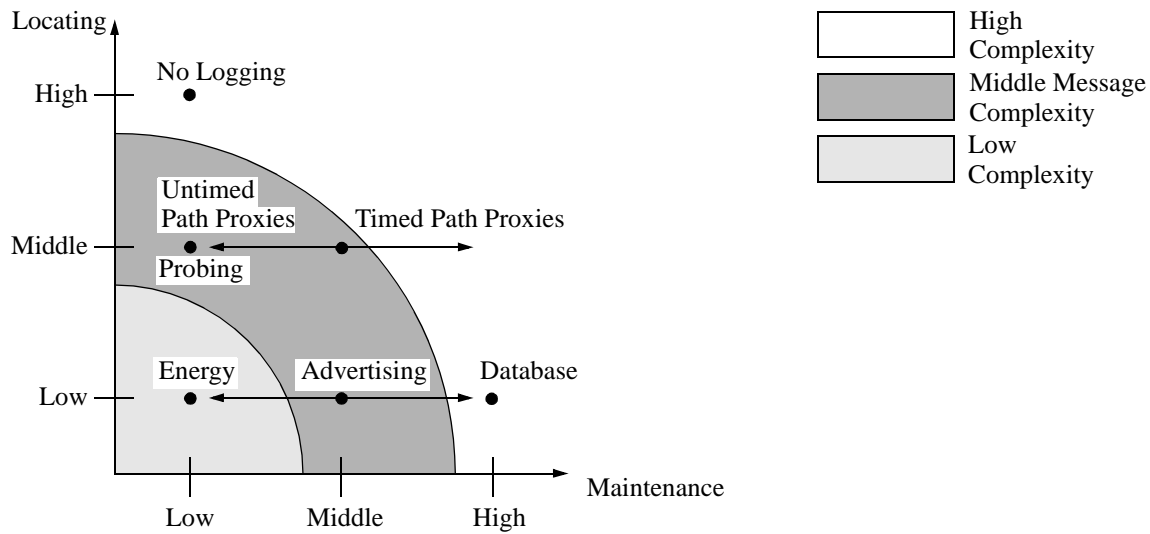 Locating
High
Complexity
No Logging
High
Middle Message
Complexity
Low
Complexity
Untimed
Path Proxies
Timed Path Proxies
Middle
Probing
Energy
Advertising
Database
Low
Maintenance
Low
Middle
High